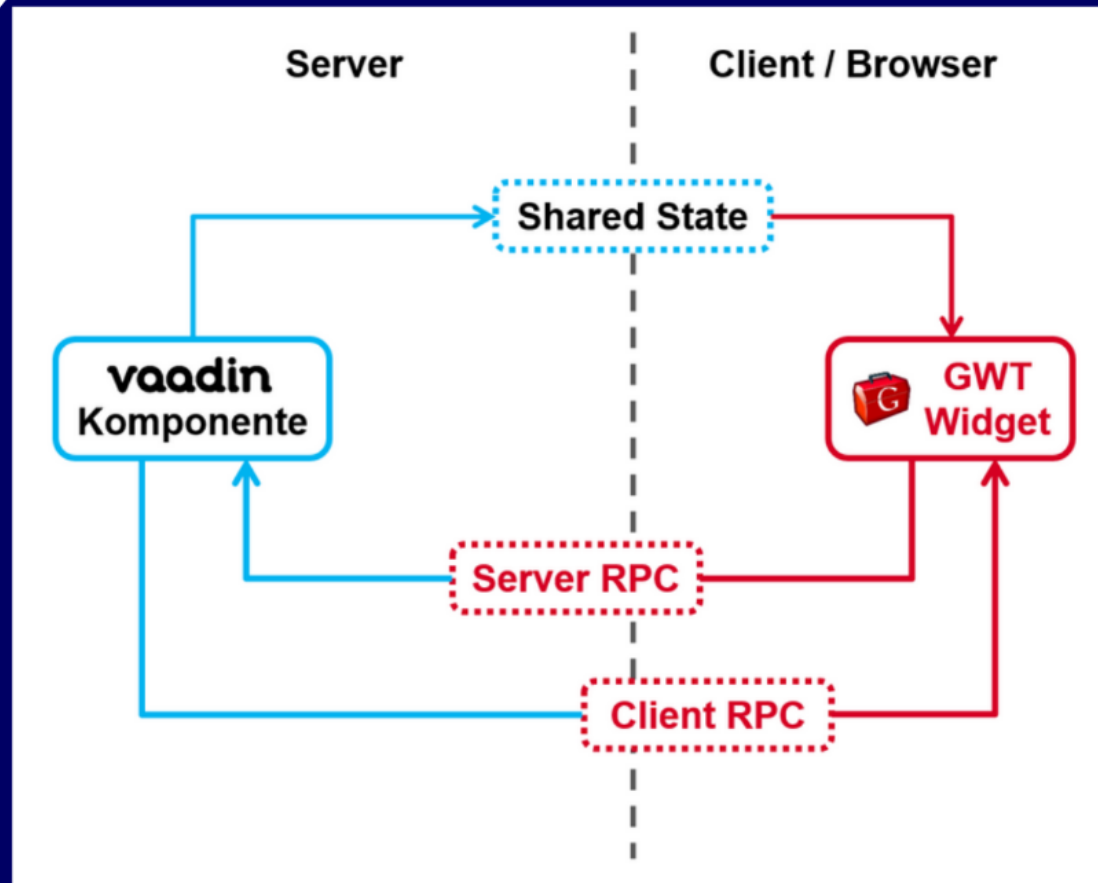 Server
Client / Browser
Shared State
vaadin
Komponente
G
GWT
Widget
Server RPC
Client RPC